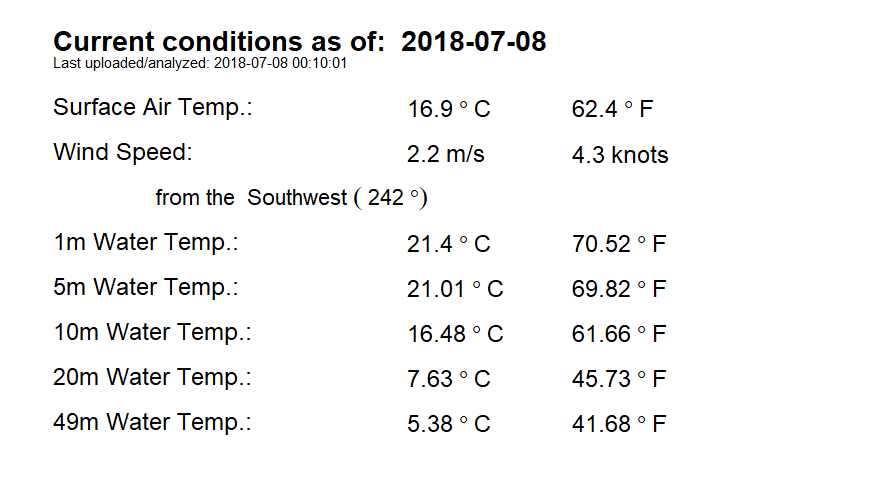 Current conditions as of: 2018-07-08
Last uploaded/analyzed: 2018-07-08 00:10:01
Surface Air Temp.: 16.9 ° C 62.4 ° F
Wind Speed: 2.2 m/s 4.3 knots
from the Southwest ( 242 °)
1m Water Temp.: 21.4 ° C 70.52 ° F
5m Water Temp.: 21.01 ° C 69.82 ° F
10m Water Temp.: 16.48 ° C 61.66 ° F
20m Water Temp.: 7.63 ° C 45.73 ° F
49m Water Temp.: 5.38 ° C 41.68 ° F